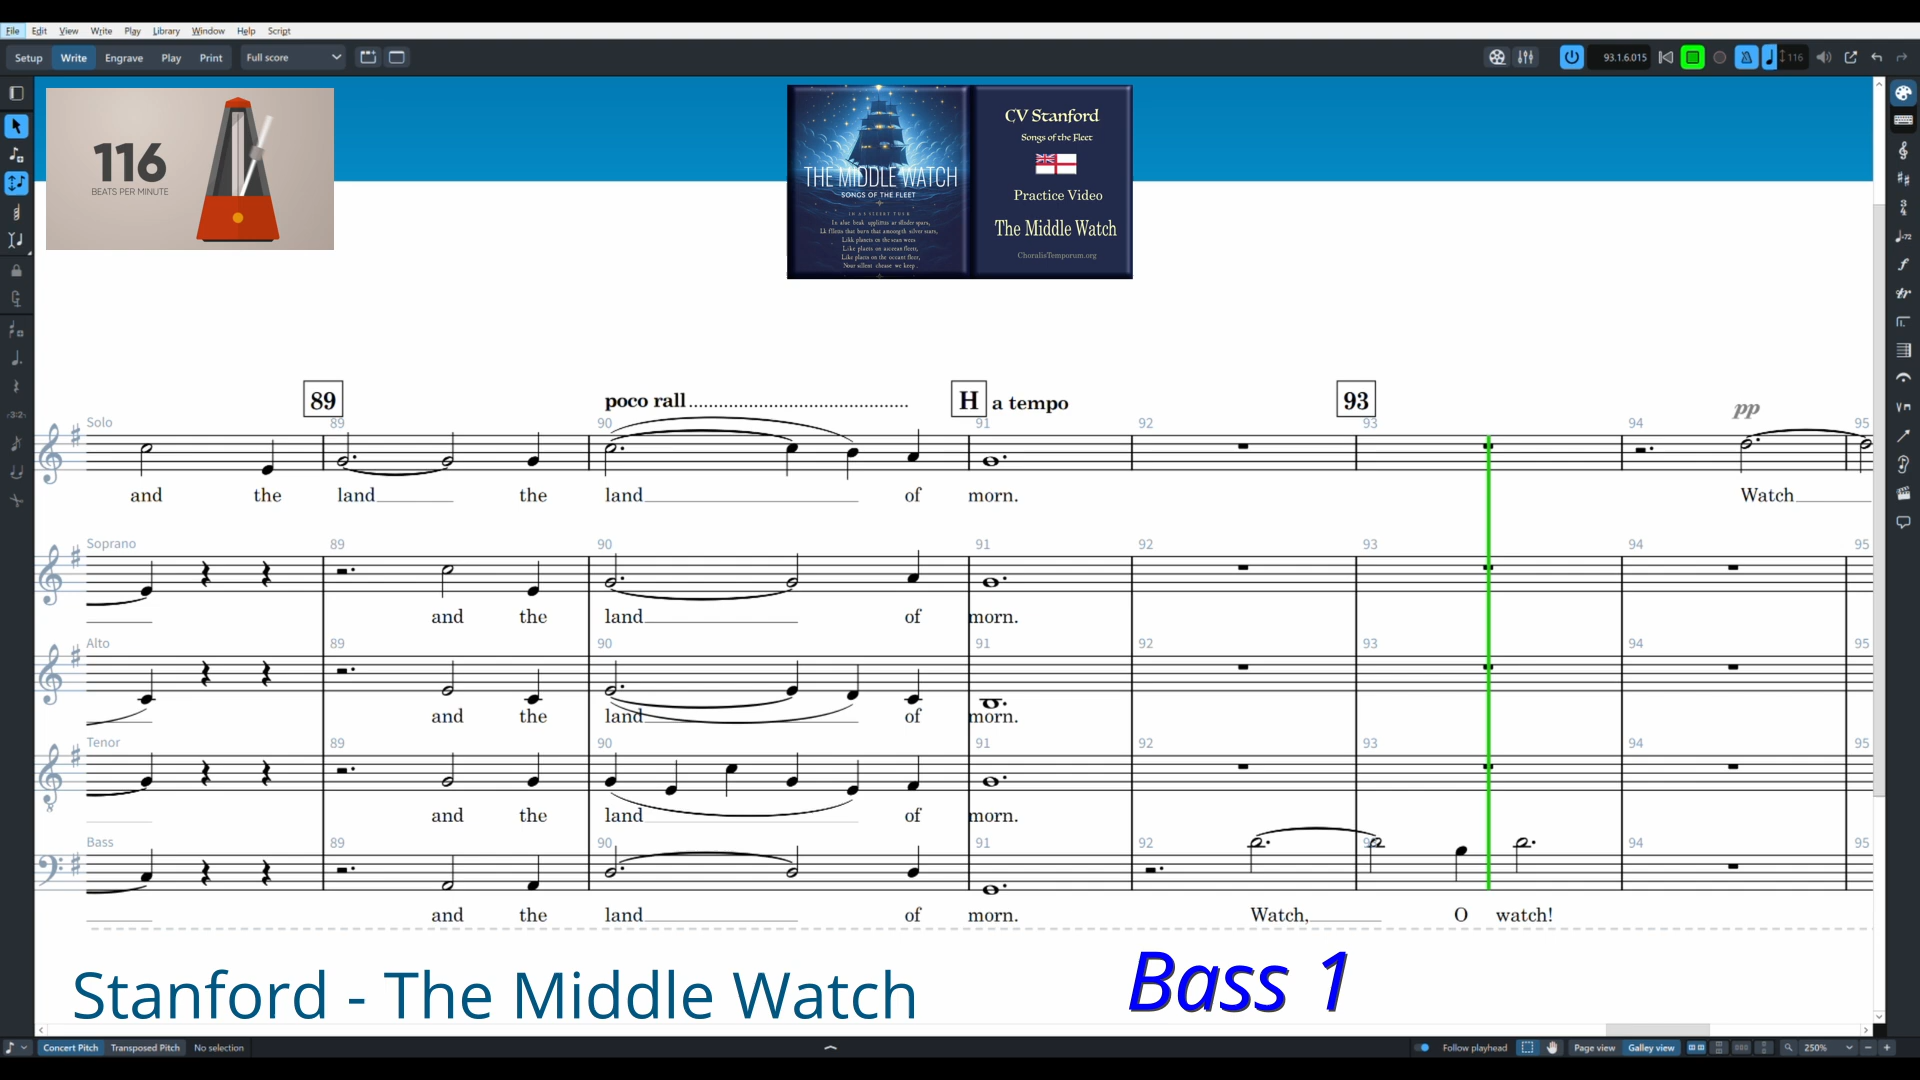 File Edit View Write Play Library Window Help Script
Setup Write Engrave Play Print Full score 93.1.6.015 116
116
BEATS PER MINUTE
THE MIDDLE WATCH
SONGS OF THE FLEET
CV Stanford
Songs of the Fleet
Practice Video
The Middle Watch
ChoralisTemporum.org
89 poco rall H a tempo 93 pp
Solo 89 90 91 92 93 94 95
and the land the land of morn. Watch
Soprano 89 90 91 92 93 94 95
and the land of morn.
Alto 89 90 91 92 93 94 95
and the land of morn.
Tenor 89 90 91 92 93 94 95
and the land of morn.
Bass 89 90 91 92 93 94 95
and the land of morn. Watch, O watch!
Stanford - The Middle Watch Bass 1
Concert Pitch Transposed Pitch No selection Follow playhead Page view Galley view 250%